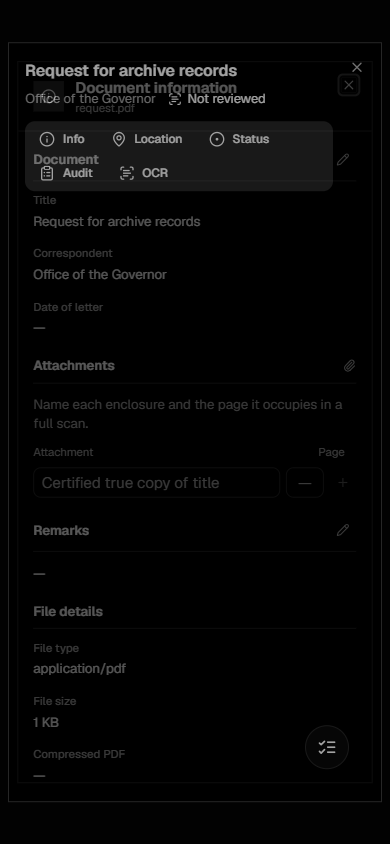 Request for archive records
Document information
Office of the Governor Not reviewed
request.pdf
Info Location Status
Document
Audit OCR
Title
Request for archive records
Correspondent
Office of the Governor
Date of letter
—
Attachments
Name each enclosure and the page it occupies in a
full scan.
Attachment Page
Certified true copy of title — +
Remarks
—
File details
File type
application/pdf
File size
1 KB
Compressed PDF
—